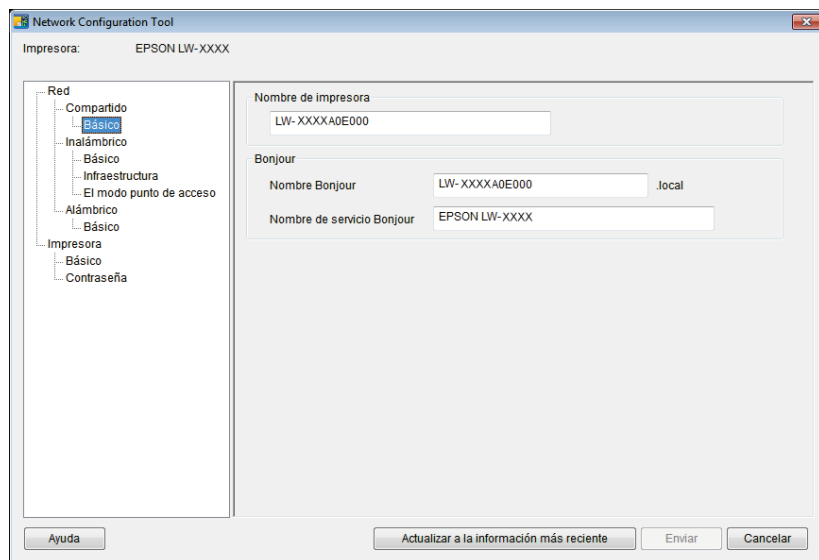 Network Configuration Tool
Impresora: EPSON LW-XXXX
Red
Compartido
Básico
Inalámbrico
Básico
Infraestructura
El modo punto de acceso
Alámbrico
Básico
Impresora
Básico
Contraseña
Nombre de impresora
LW-XXXXA0E000
Bonjour
Nombre Bonjour LW-XXXXA0E000 .local
Nombre de servicio Bonjour EPSON LW-XXXX
Ayuda Actualizar a la información más reciente Enviar Cancelar